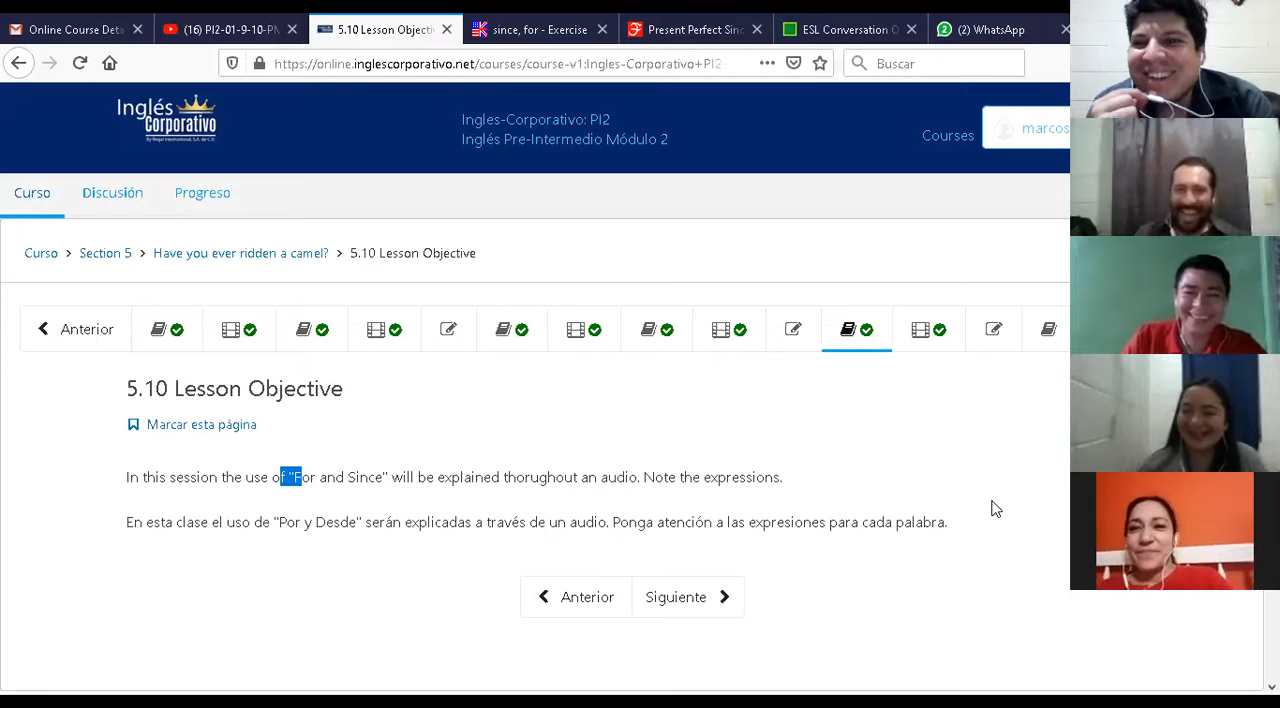 Online Course Deta
(16) PI2-01-9-10-PN
5.10 Lesson Objectiv
since, for - Exercise
Present Perfect Sinc
ESL Conversation Q
(2) WhatsApp
https://online.inglescorporativo.net/courses/course-v1:Ingles-Corporativo+PI2
Buscar
Inglés
Corporativo
Ingles-Corporativo: PI2
Inglés Pre-Intermedio Módulo 2
Courses
marcos
Curso
Discusión
Progreso
Curso > Section 5 > Have you ever ridden a camel? > 5.10 Lesson Objective
Anterior
5.10 Lesson Objective
Marcar esta página
In this session the use of "For and Since" will be explained thorughout an audio. Note the expressions.
En esta clase el uso de "Por y Desde" serán explicadas a través de un audio. Ponga atención a las expresiones para cada palabra.
Anterior
Siguiente